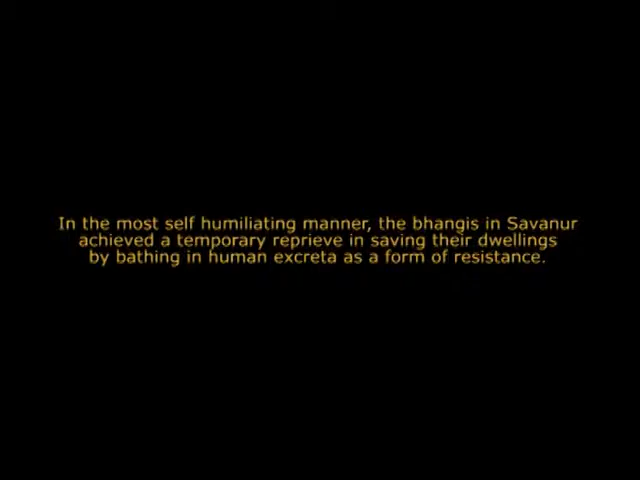 In the most self humiliating manner, the bhangis in Savanur
achieved a temporary reprieve in saving their dwellings
by bathing in human excreta as a form of resistance.